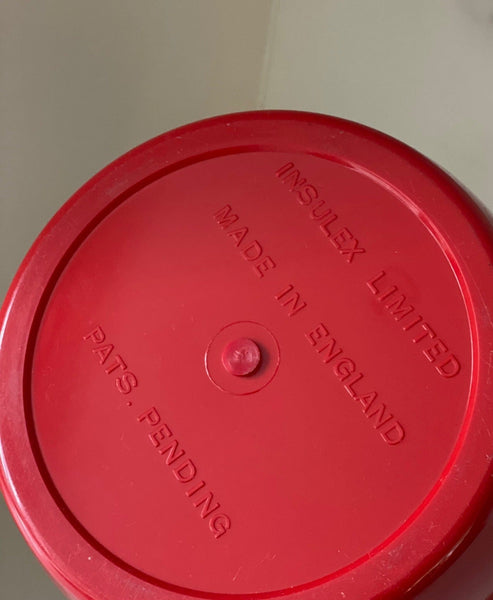 INSULEX LIMITED
MADE IN ENGLAND
PATS. PENDING